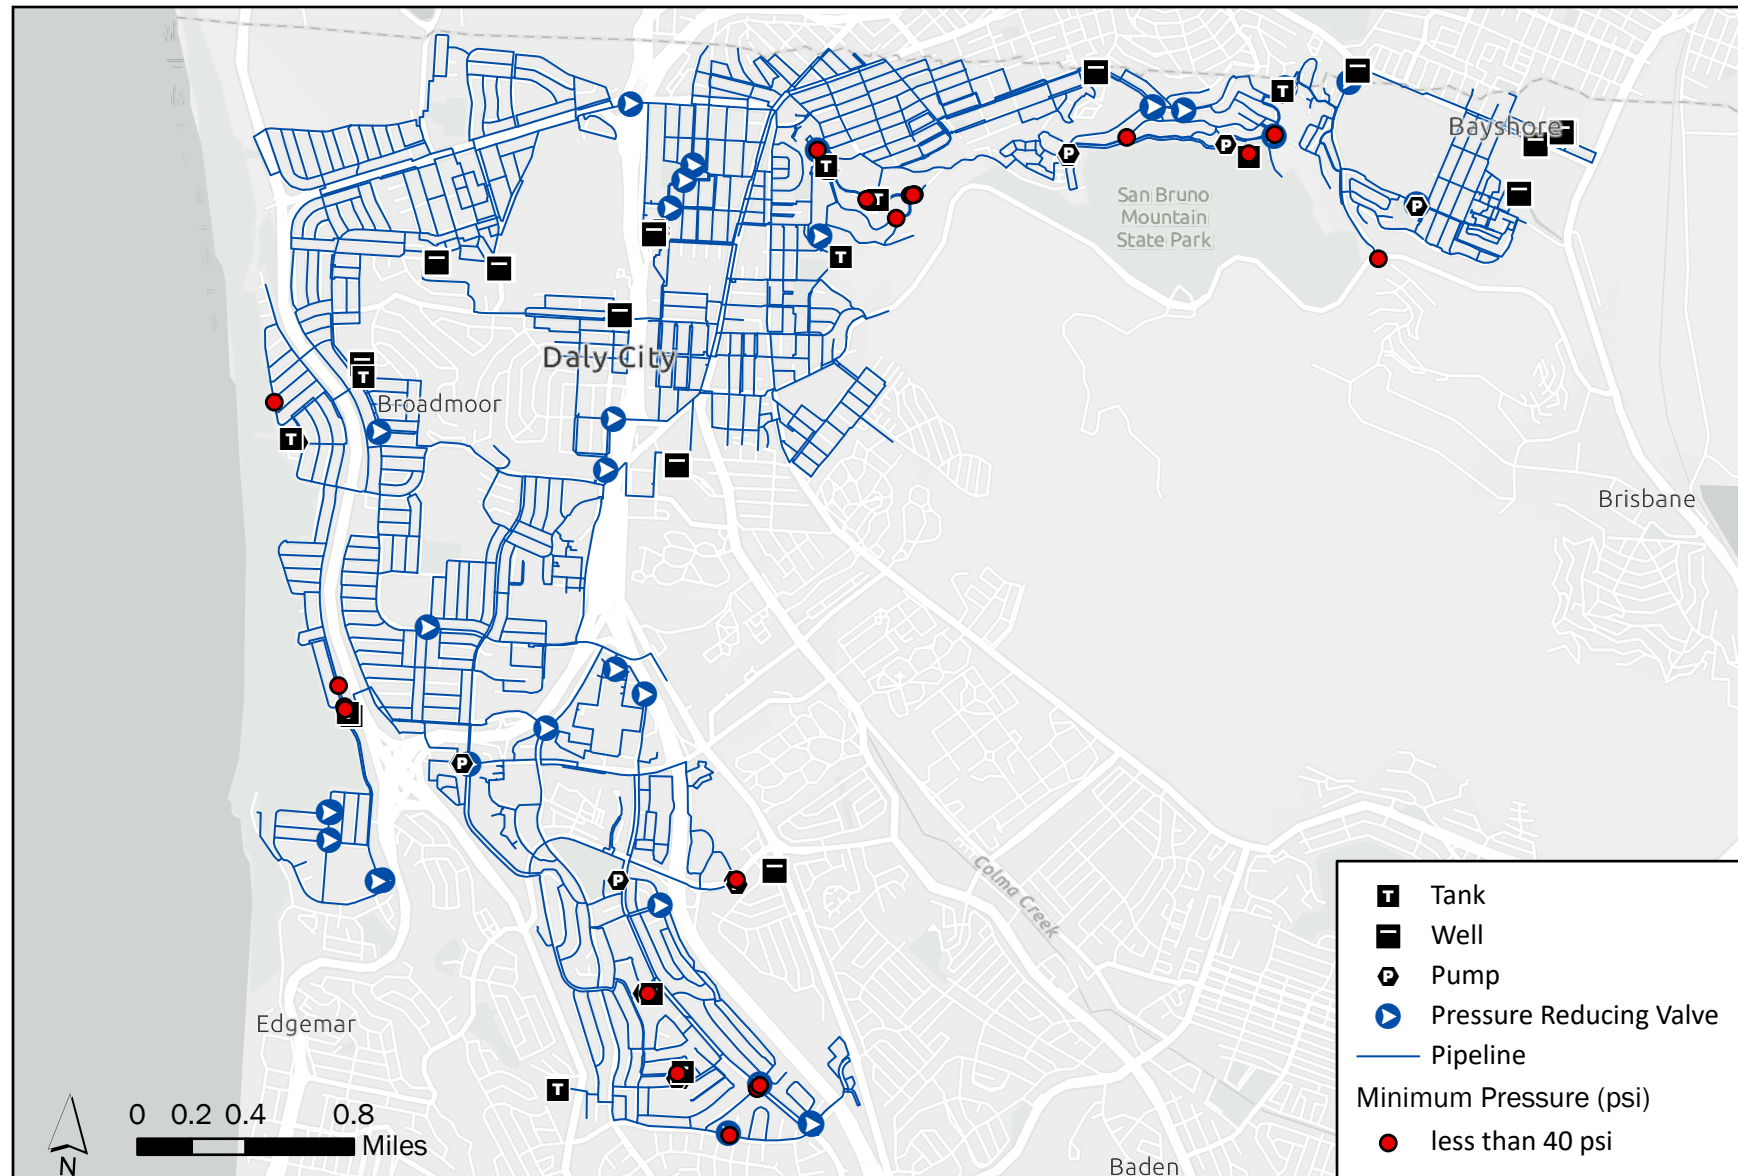 Bayshore
T
T
P
P
T
San Bruno
Mountain
State Park
T
P
T
Daly City
T
Broadmoor
T
Brisbane
P
P
Colma Creek
Edgemar
T
Baden
0 0.2 0.4 0.8
Miles
N
T Tank
Well
P Pump
Pressure Reducing Valve
Pipeline
Minimum Pressure (psi)
less than 40 psi